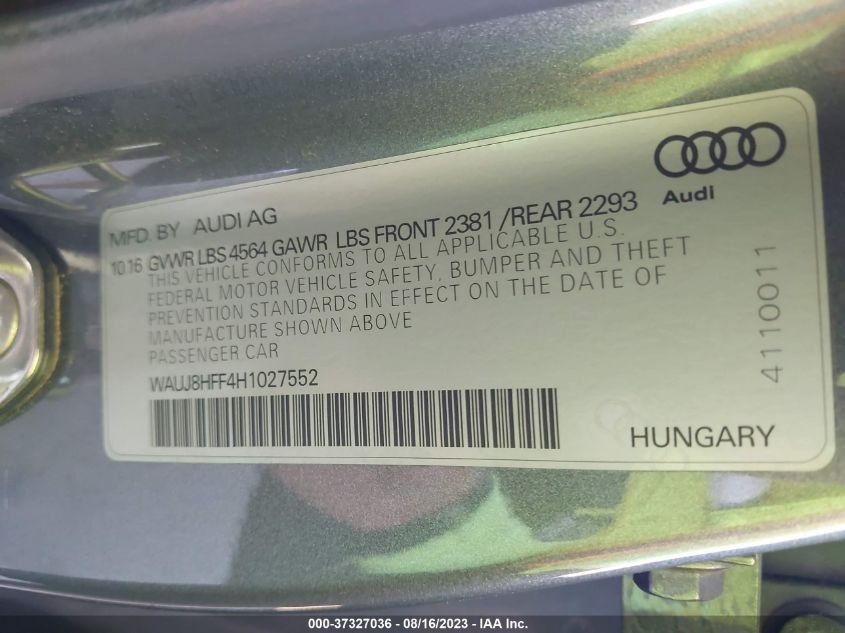 Audi
MFD. BY AUDI AG
10.16 GVWR LBS 4564 GAWR LBS FRONT 2381 /REAR 2293
THIS VEHICLE CONFORMS TO ALL APPLICABLE U.S.
FEDERAL MOTOR VEHICLE SAFETY, BUMPER AND THEFT
PREVENTION STANDARDS IN EFFECT ON THE DATE OF
MANUFACTURE SHOWN ABOVE
PASSENGER CAR
WAUJ8HFF4H1027552
4110011
HUNGARY
000-37327036 - 08/16/2023 - IAA Inc.